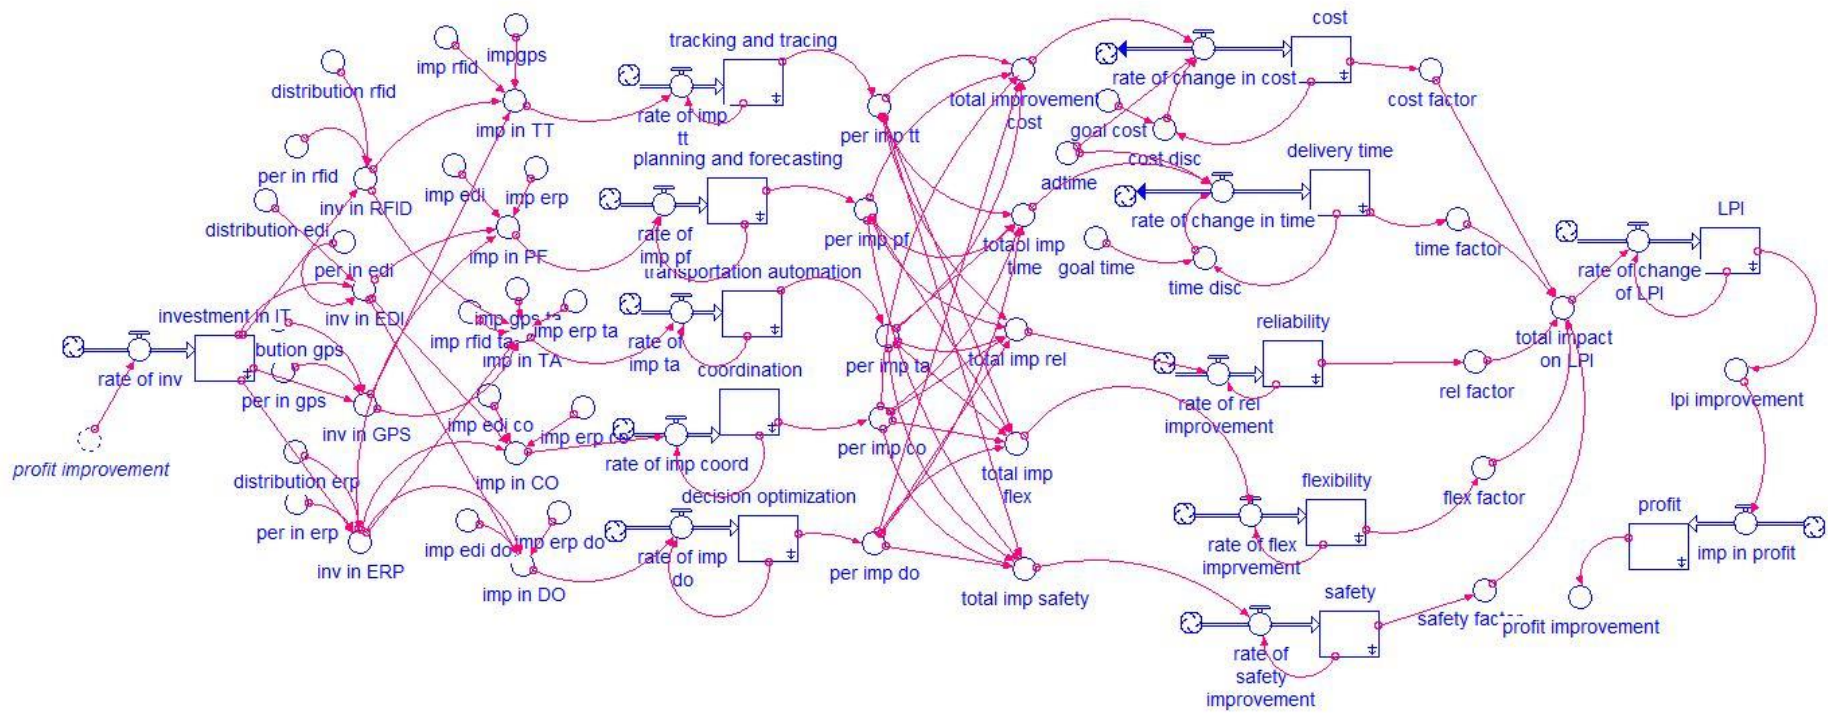 cost
tracking and tracing
imp rfid
impgps
rate of change in cost
distribution rfid
total improvement
cost
cost factor
rate of imp
tt
imp in TT
per imp tt
goal cost
cost disc
delivery time
planning and forecasting
per in rfid
imp edi
imp erp
adtime
inv in RFID
rate of change in time
LPI
distribution edi
rate of
imp pf
per imp pf
imp in PF
totaol imp
time
goal time
time factor
per in edi
transportation automation
rate of change
of LPI
time disc
investment in IT
inv in EDI
imp gps ta
imp rfid ta
imp erp ta
imp in TA
reliability
bution gps
rate of
imp ta
per imp ta
total imp rel
total impact
on LPI
rate of inv
coordination
rel factor
per in gps
rate of rel
improvement
lpi improvement
imp edi co
imp erp co
inv in GPS
rate of imp coord
per imp co
total imp
flex
profit improvement
imp in CO
distribution erp
decision optimization
flexibility
flex factor
profit
per in erp
imp edi do
imp erp do
rate of imp
do
rate of flex
imprvement
imp in profit
inv in ERP
per imp do
imp in DO
total imp safety
safety
safety factor
profit improvement
rate of
safety
improvement